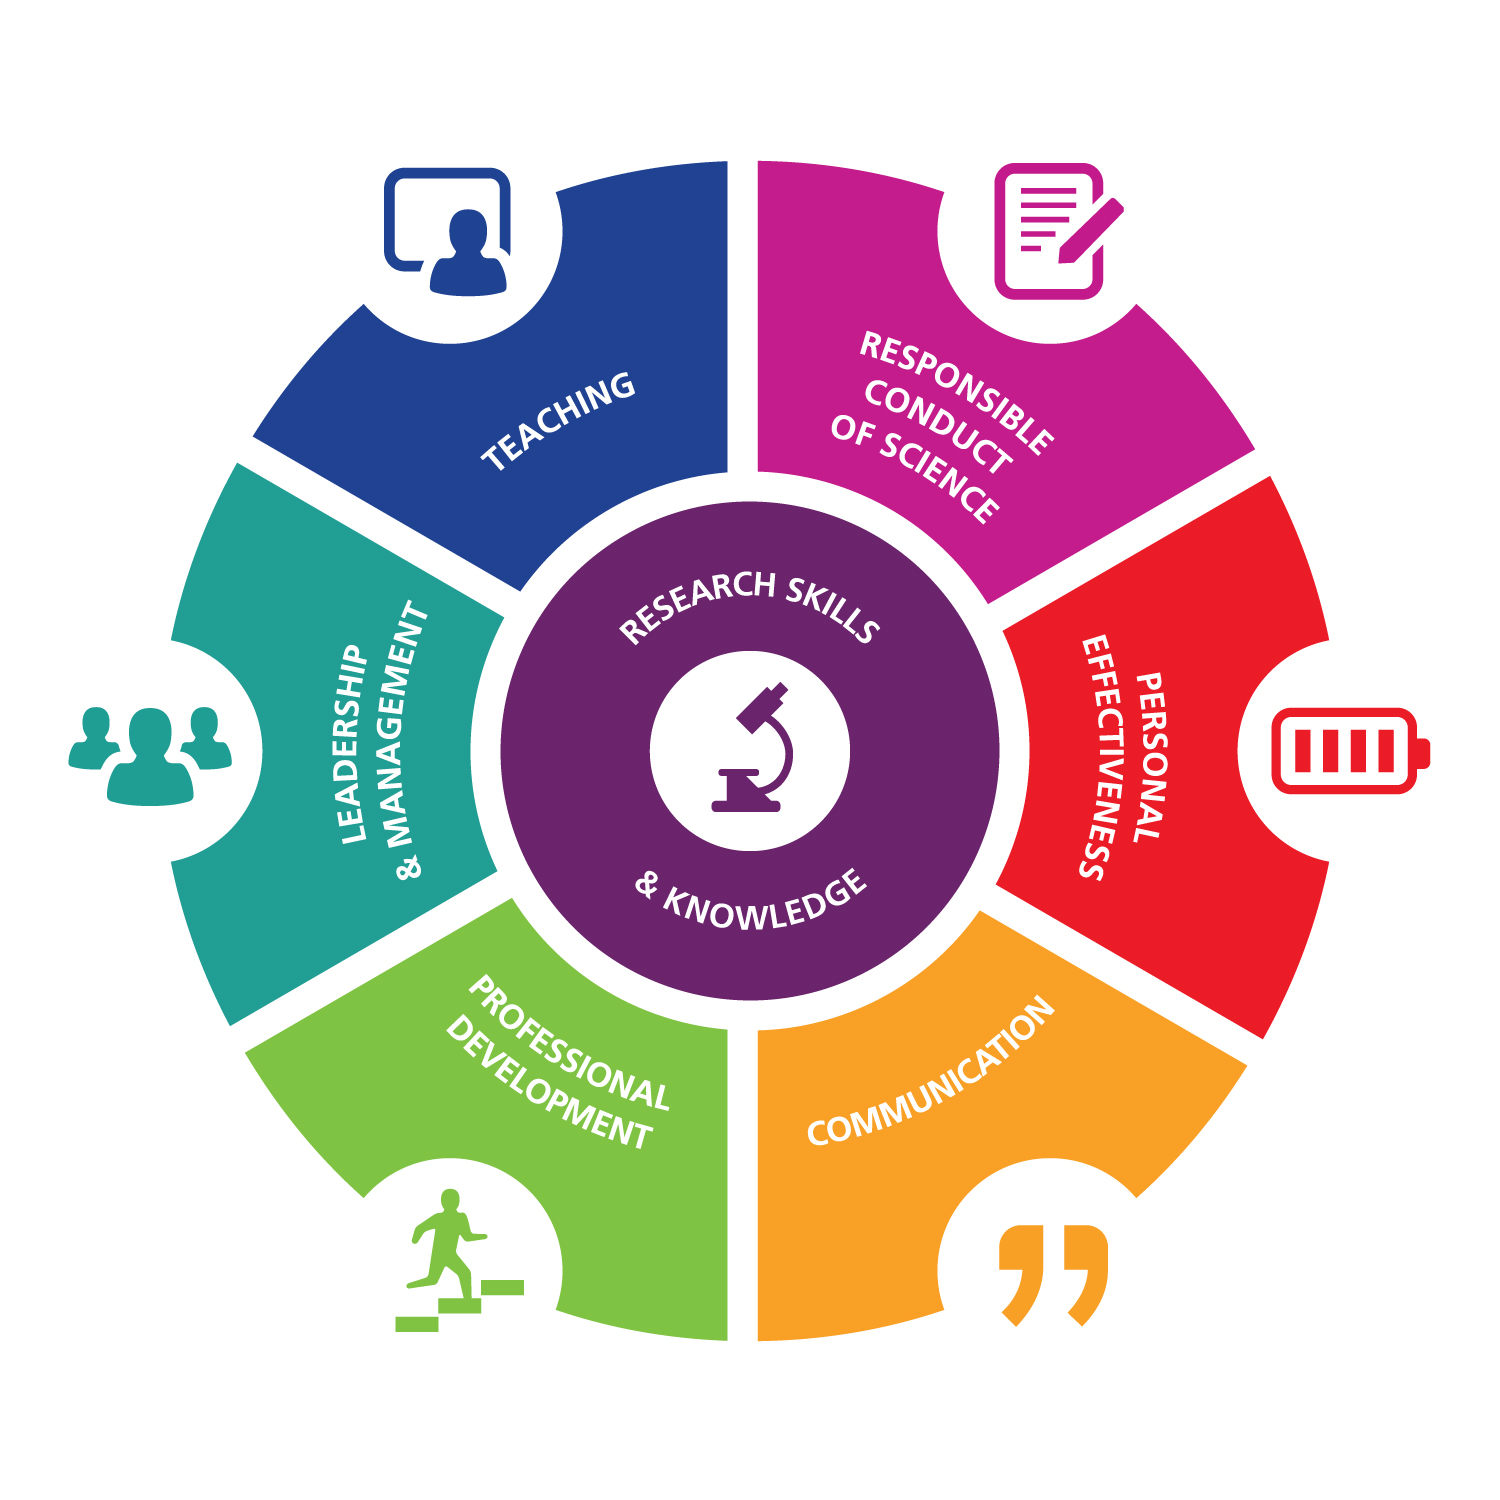 TEACHING
RESPONSIBLE
CONDUCT
OF SCIENCE
PERSONAL
EFFECTIVENESS
COMMUNICATION
PROFESSIONAL
DEVELOPMENT
LEADERSHIP
& MANAGEMENT
RESEARCH SKILLS
& KNOWLEDGE